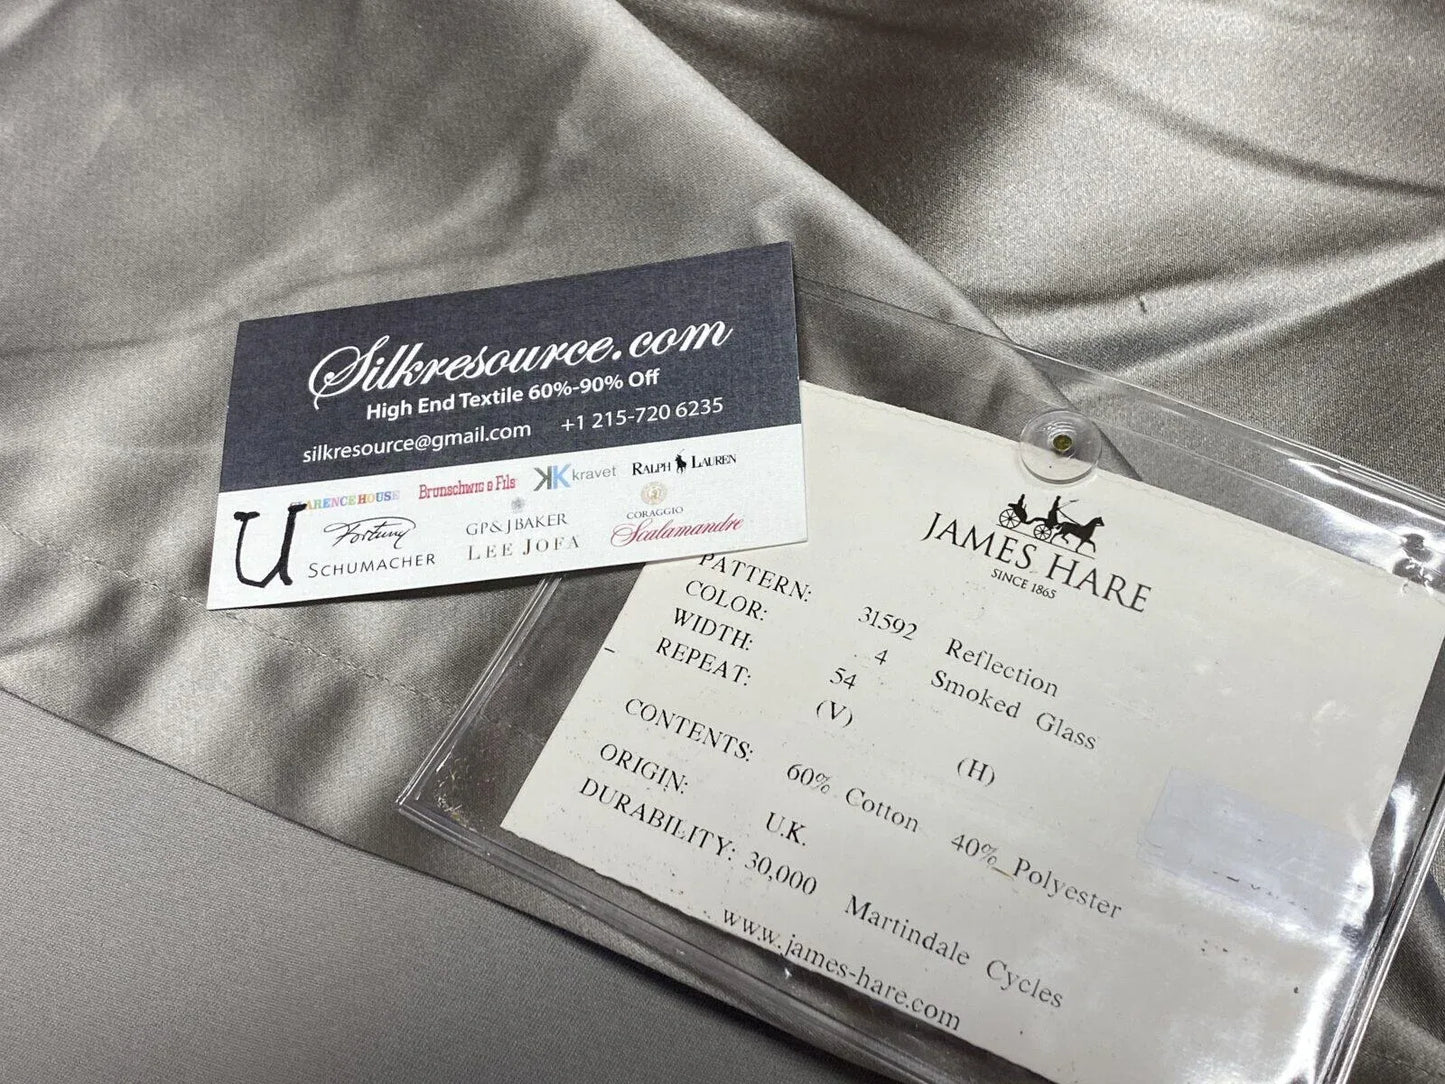 Silkresource.com
High End Textile 60%-90% Off
silkresource@gmail.com +1 215-720 6235
CLARENCE HOUSE Brunschwig & Fils kravet RALPH LAUREN
U Fortuny GP & J BAKER CORAGGIO Scalamandre
SCHUMACHER LEE JOFA
JAMES HARE
SINCE 1865
PATTERN: 31592 Reflection
COLOR: 4 Smoked Glass
WIDTH: 54
REPEAT: (V) (H)
CONTENTS: 60% Cotton 40% Polyester
ORIGIN: U.K.
DURABILITY: 30,000 Martindale Cycles
www.james-hare.com